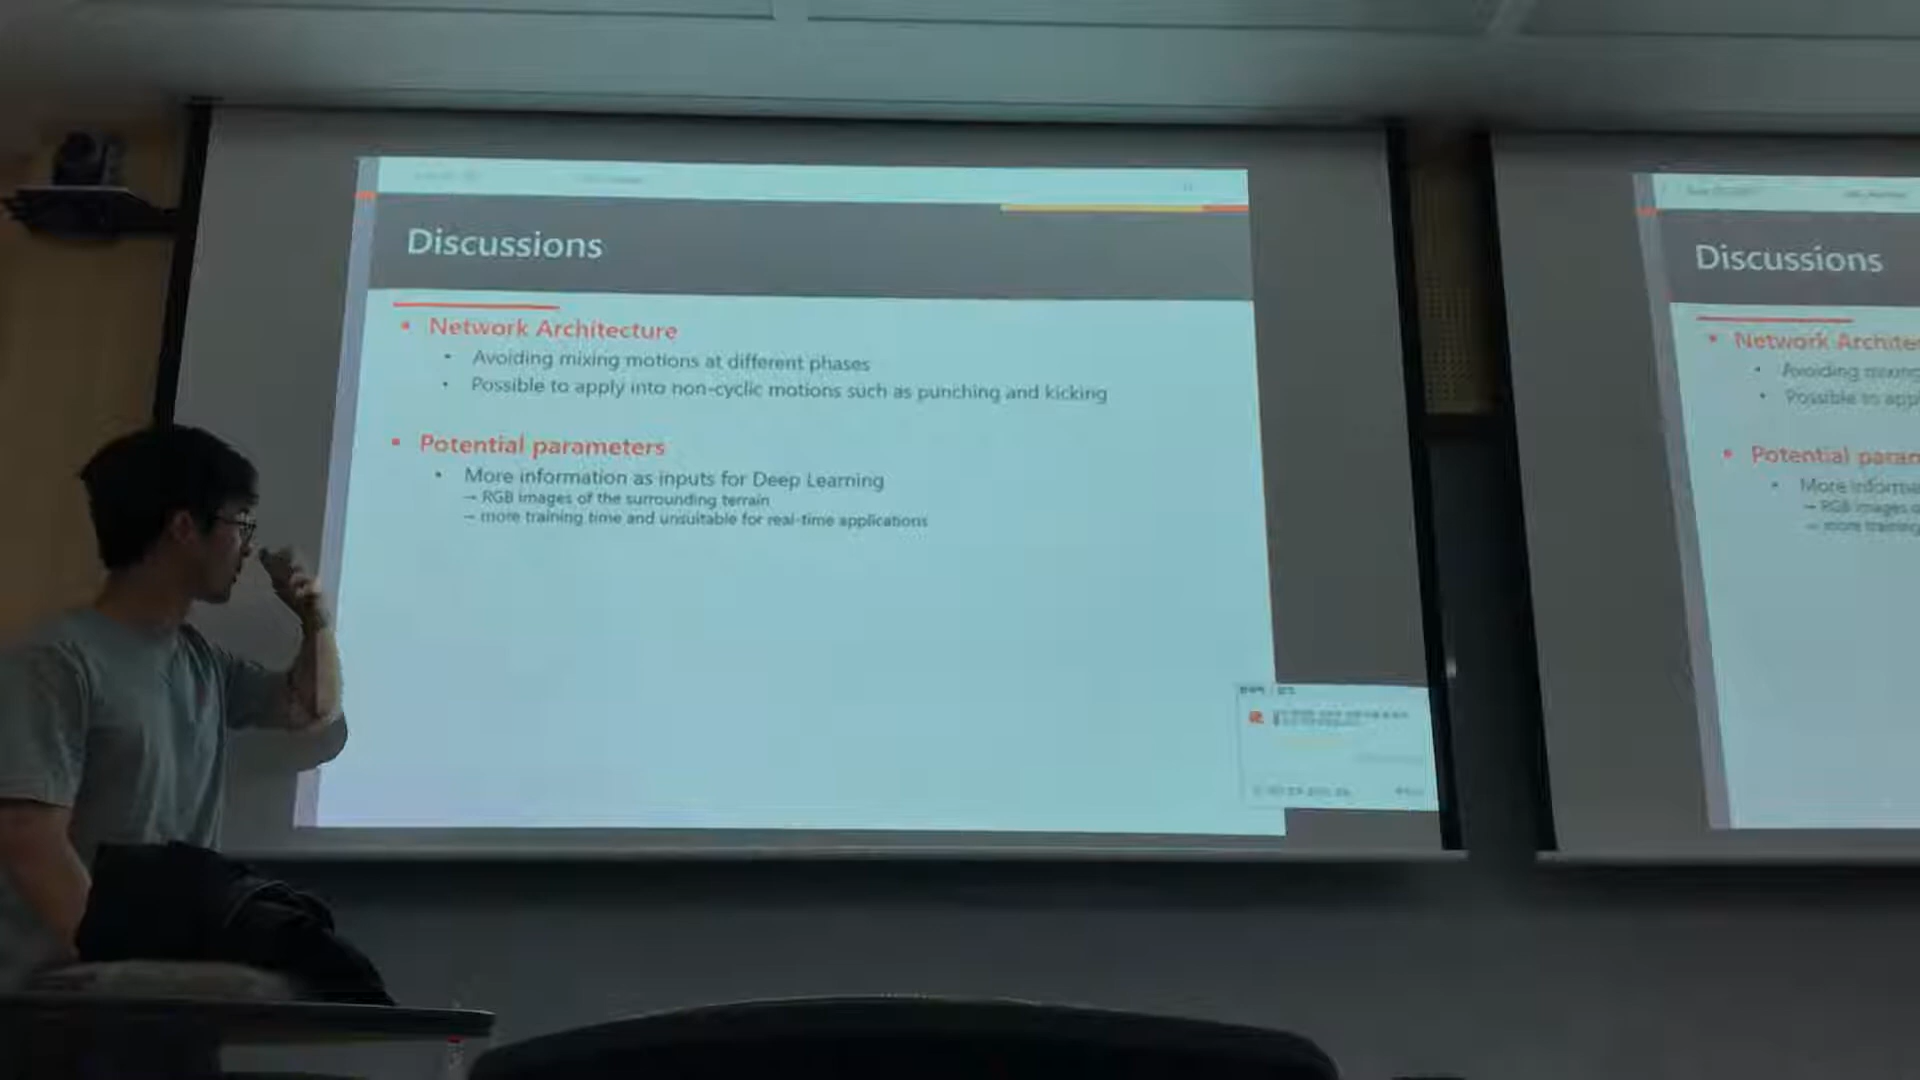 Discussions
Network Architecture
Avoiding mixing motions at different phases
Possible to apply into non-cyclic motions such as punching and kicking
Potential parameters
More information as inputs for Deep Learning
→ RGB images of the surrounding terrain
→ more training time and unsuitable for real-time applications
Discussions
Network Archite
Avoiding mixing
Possible to app
Potential param
More informa
→ RGB images o
→ more training